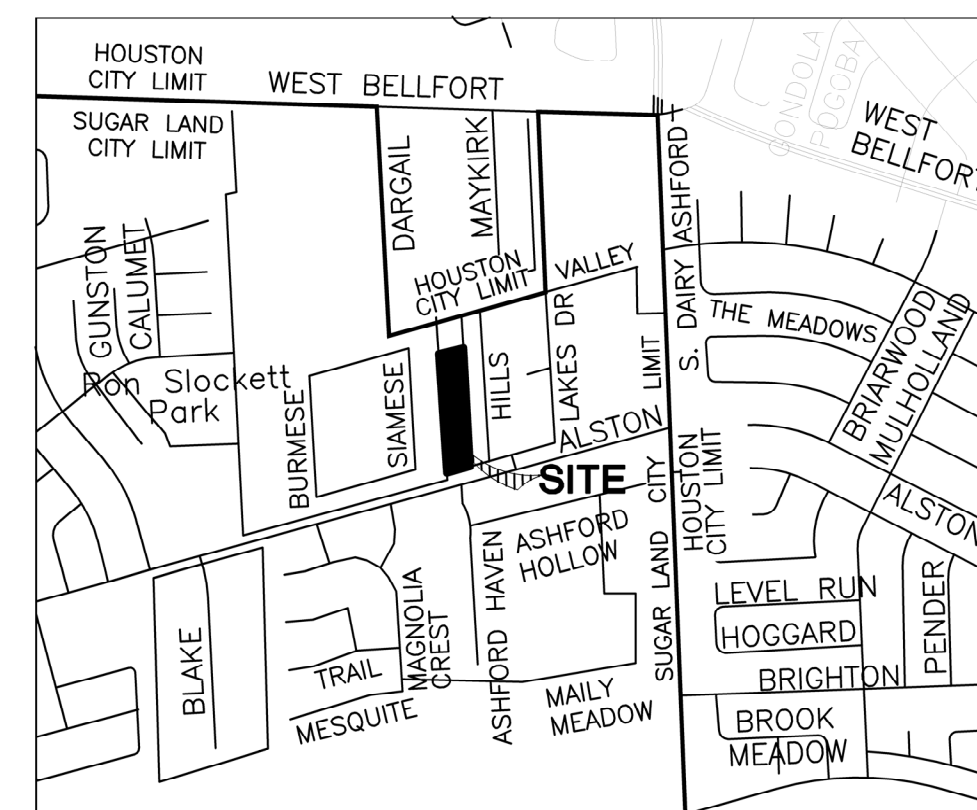 HOUSTON
CITY LIMIT
WEST BELLFORT
SUGAR LAND
CITY LIMIT
DARGAIL
MAYKIRK
ASHFORD
GONDOLA
POGOBA
WEST
BELLFORT
GUNSTON
CALUMET
HOUSTON
CITY LIMIT
VALLEY
S. DAIRY
THE MEADOWS
BRIARWOOD
MULHOLLAND
Ron Slockett
Park
BURMESE
SIAMESE
HILLS
LAKES DR
LIMIT
ALSTON
SITE
HOUSTON
CITY LIMIT
SUGAR LAND CITY
ALSTON
ASHFORD
HOLLOW
ASHFORD HAVEN
MAGNOLIA
CREST
BLAKE
TRAIL
MESQUITE
MAILY
MEADOW
LEVEL RUN
HOGGARD
PENDER
BRIGHTON
BROOK
MEADOW